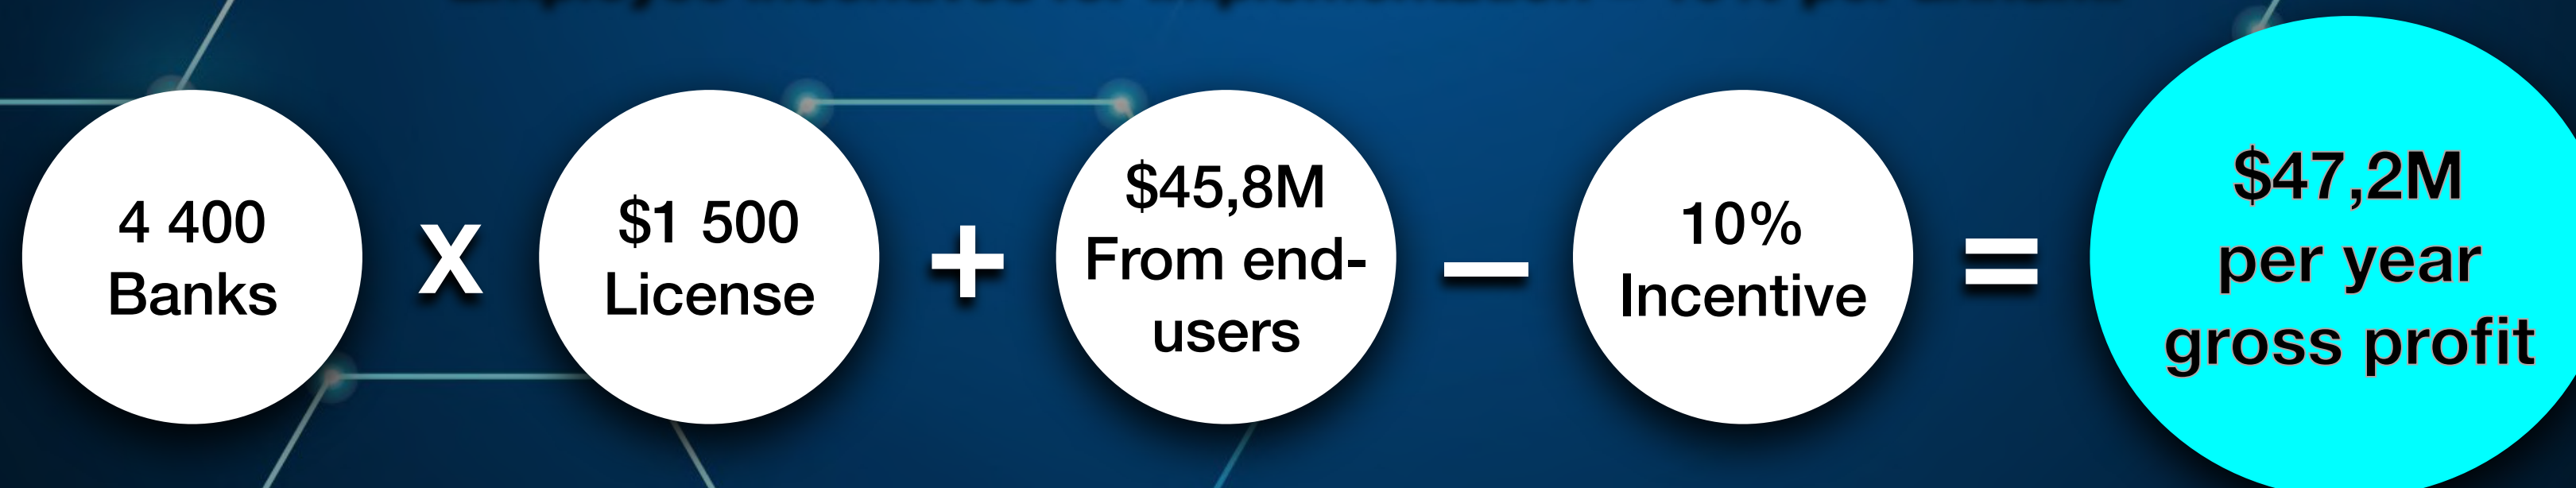 4 400
Banks
x
$1 500
License
+
$45,8M
From end-
users
–
10%
Incentive
=
$47,2M
per year
gross profit